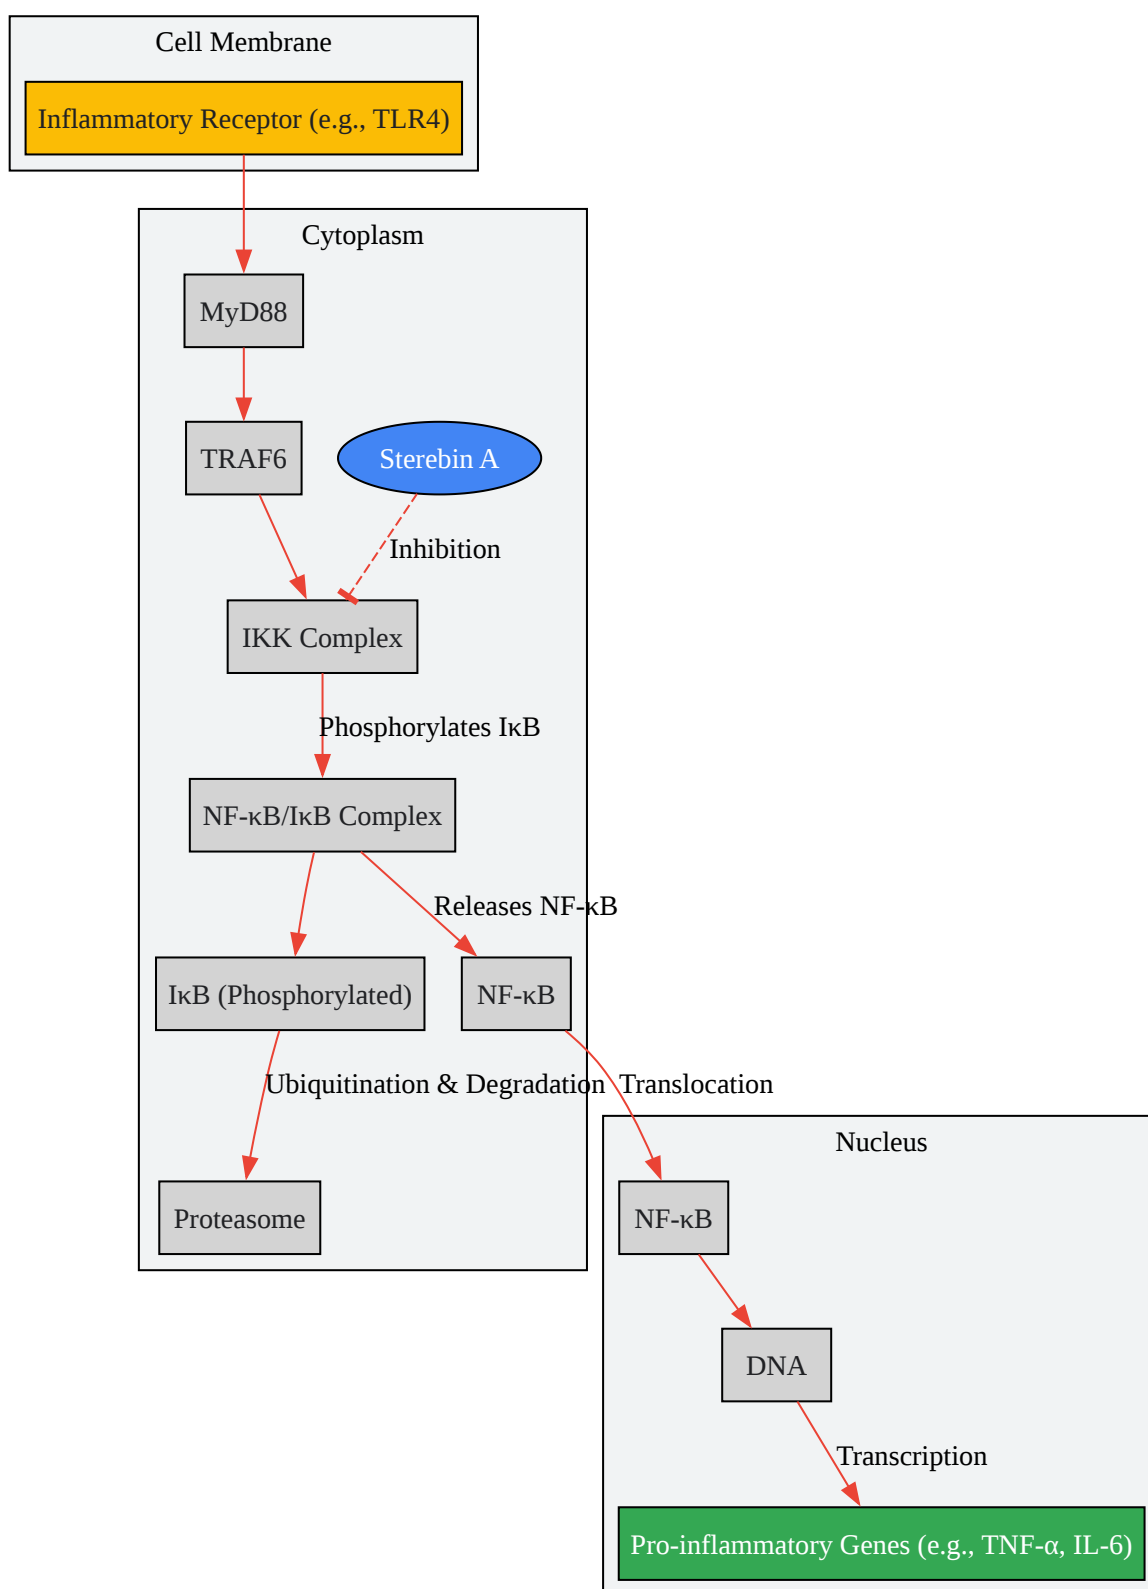 Cell Membrane
Inflammatory Receptor (e.g., TLR4)
Cytoplasm
MyD88
TRAF6
Sterebin A
Inhibition
IKK Complex
Phosphorylates IκB
NF-κB/IκB Complex
Releases NF-κB
IκB (Phosphorylated)
NF-κB
Ubiquitination & Degradation
Translocation
Nucleus
Proteasome
NF-κB
DNA
Transcription
Pro-inflammatory Genes (e.g., TNF-α, IL-6)